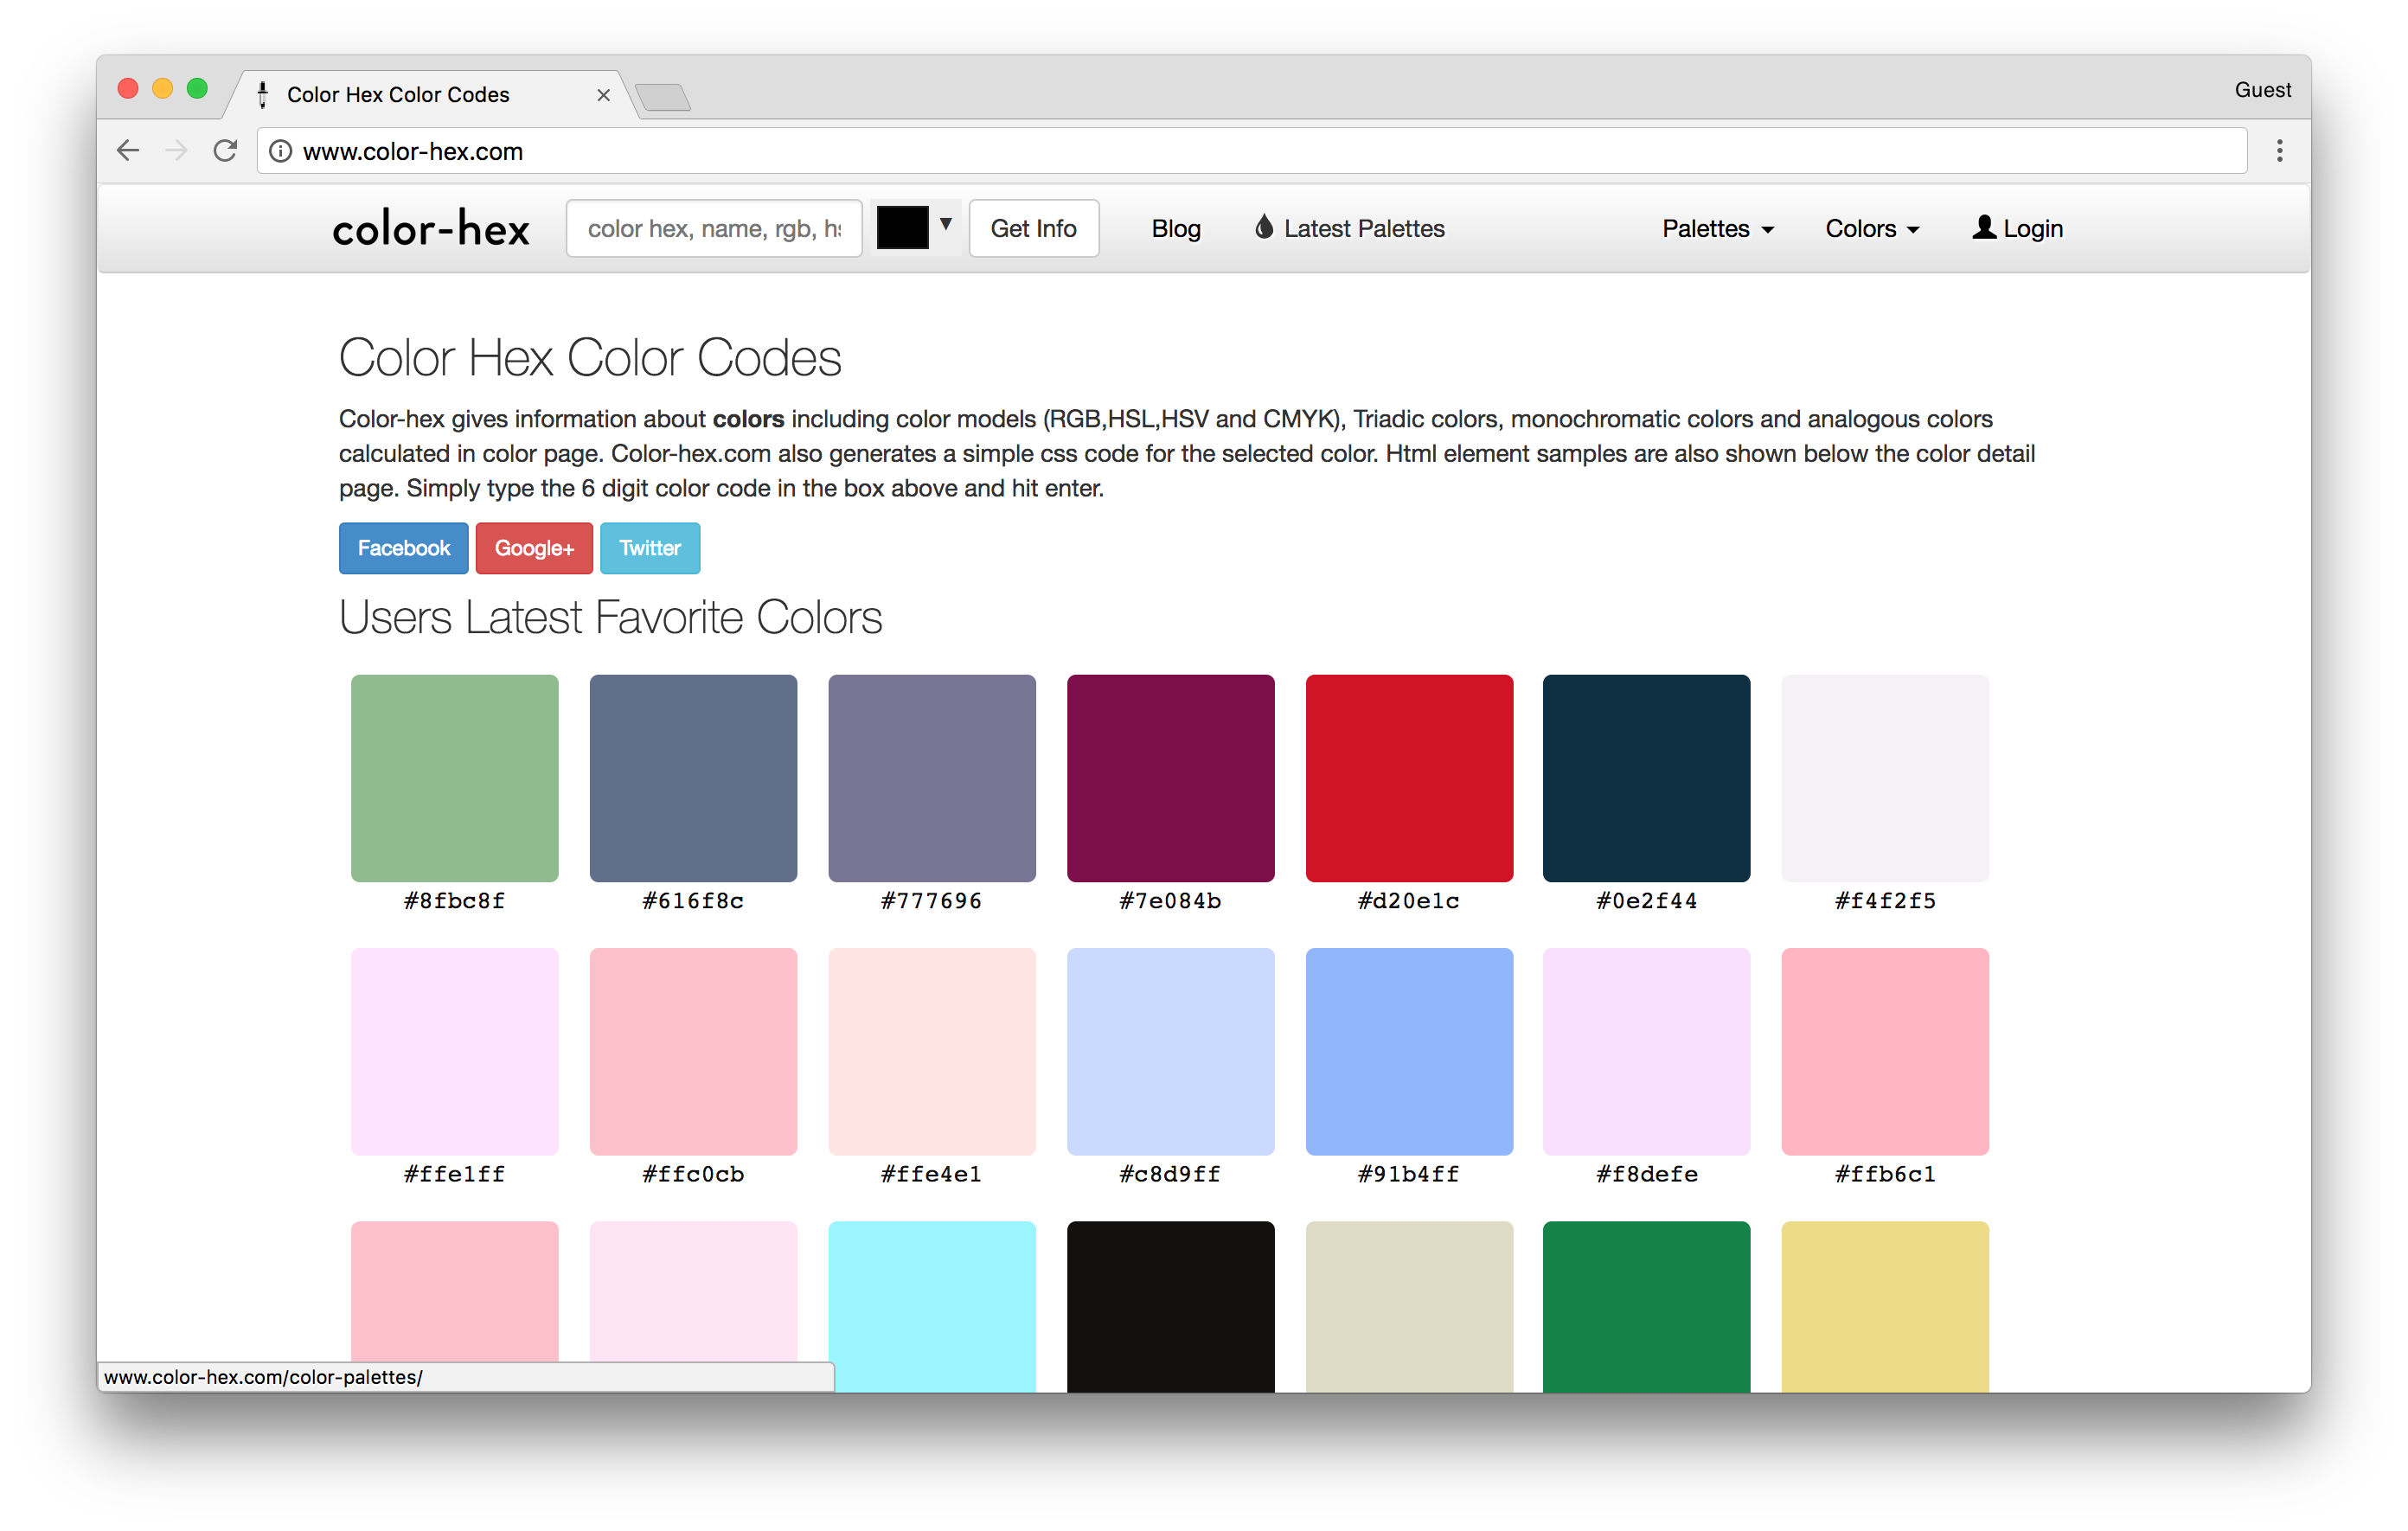 Color Hex Color Codes
Guest
www.color-hex.com
color-hex color hex, name, rgb, hs Get Info Blog Latest Palettes Palettes Colors Login
Color Hex Color Codes
Color-hex gives information about colors including color models (RGB,HSL,HSV and CMYK), Triadic colors, monochromatic colors and analogous colors
calculated in color page. Color-hex.com also generates a simple css code for the selected color. Html element samples are also shown below the color detail
page. Simply type the 6 digit color code in the box above and hit enter.
Facebook Google+ Twitter
Users Latest Favorite Colors
#8fbc8f #616f8c #777696 #7e084b #d20e1c #0e2f44 #f4f2f5
#ffe1ff #ffc0cb #ffe4e1 #c8d9ff #91b4ff #f8defe #ffb6c1
www.color-hex.com/color-palettes/